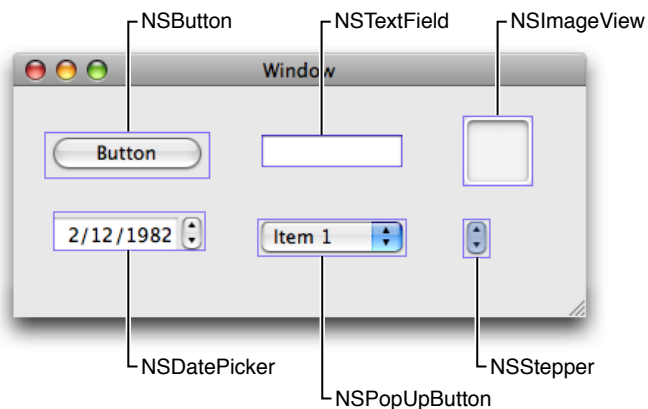 NSButton
NSTextField
NSImageView
Window
Button
2/12/1982
Item 1
NSDatePicker
NSStepper
NSPopUpButton